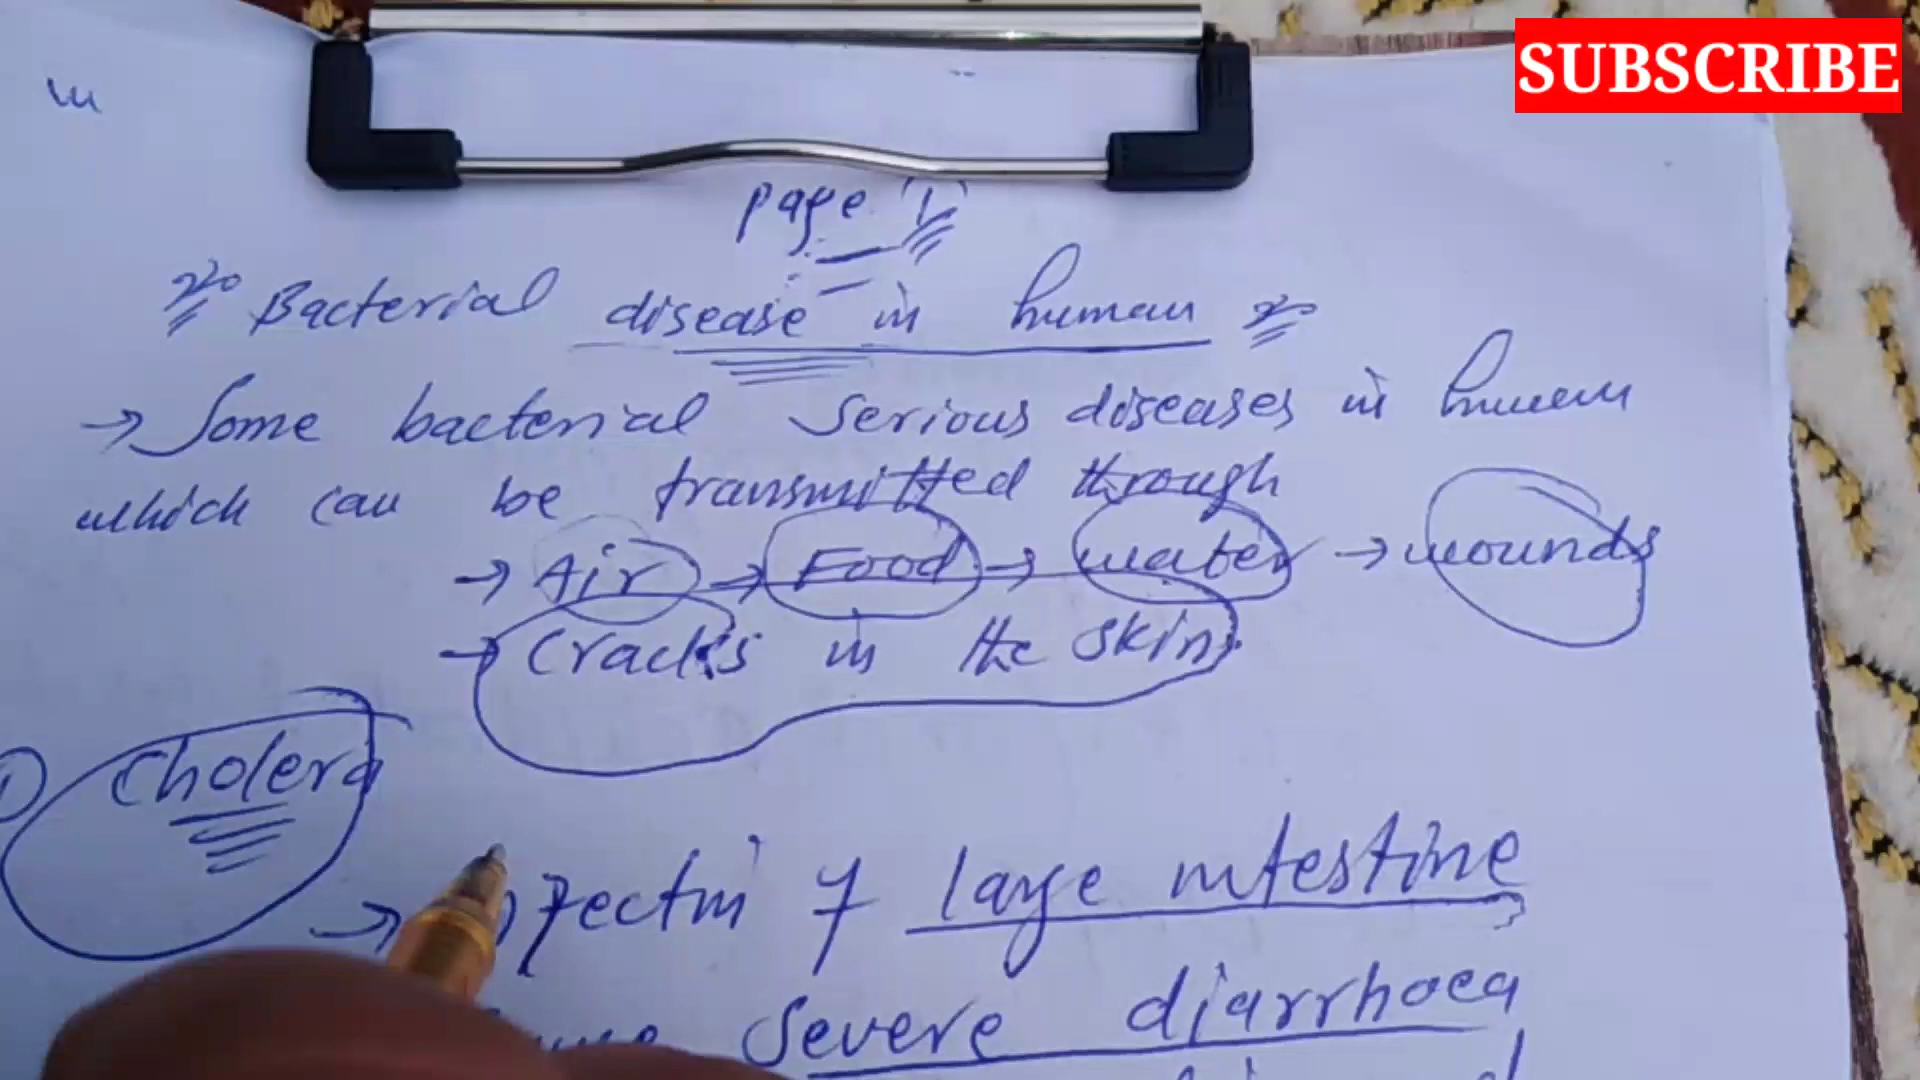 SUBSCRIBE
page 1
Bacterial disease in human
→ Some bacterial serious diseases in human
which can be transmitted through
→ Air → Food → water → wounds
→ Cracks in the skin
1 Cholera
→ of large intestine
severe diarrhoea